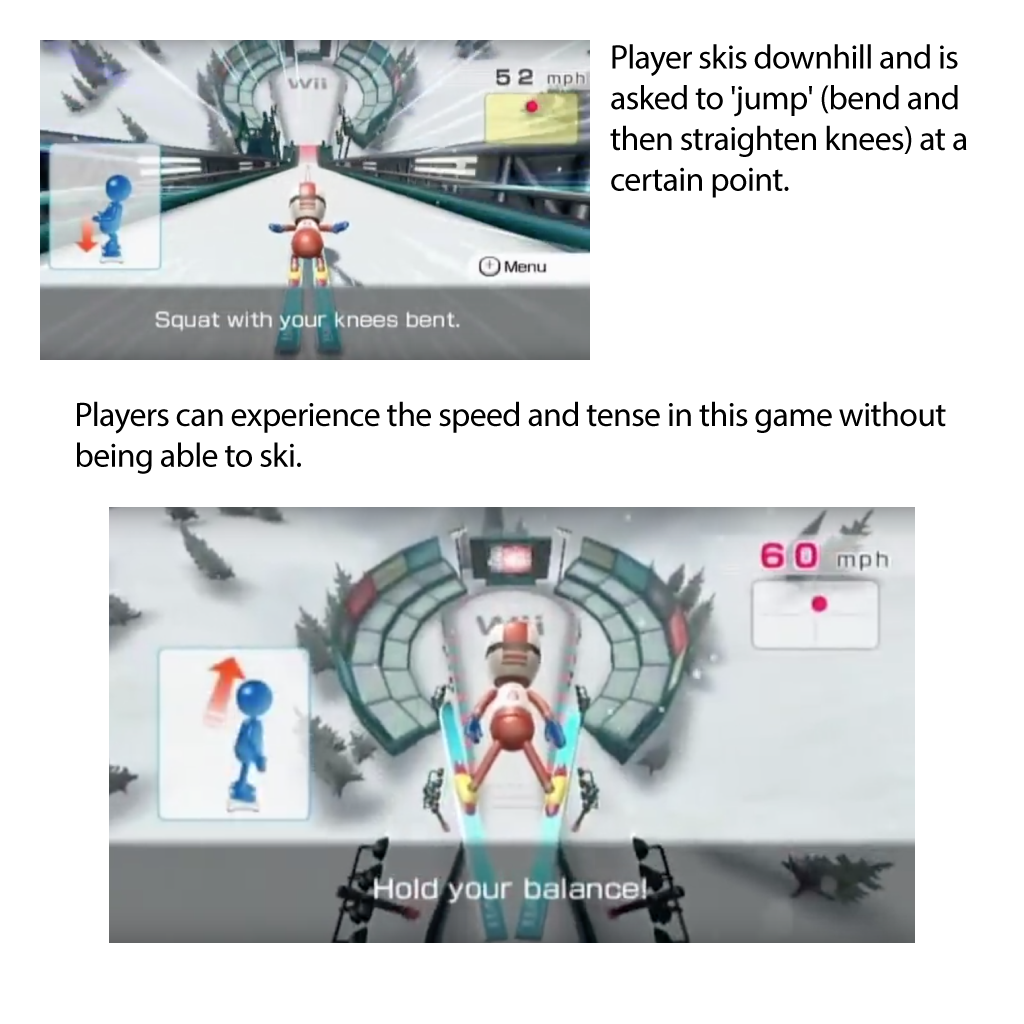 Wii
52 mph
Player skis downhill and is
asked to 'jump' (bend and
then straighten knees) at a
certain point.
Menu
Squat with your knees bent.
Players can experience the speed and tense in this game without
being able to ski.
60 mph
Wii
Hold your balance!